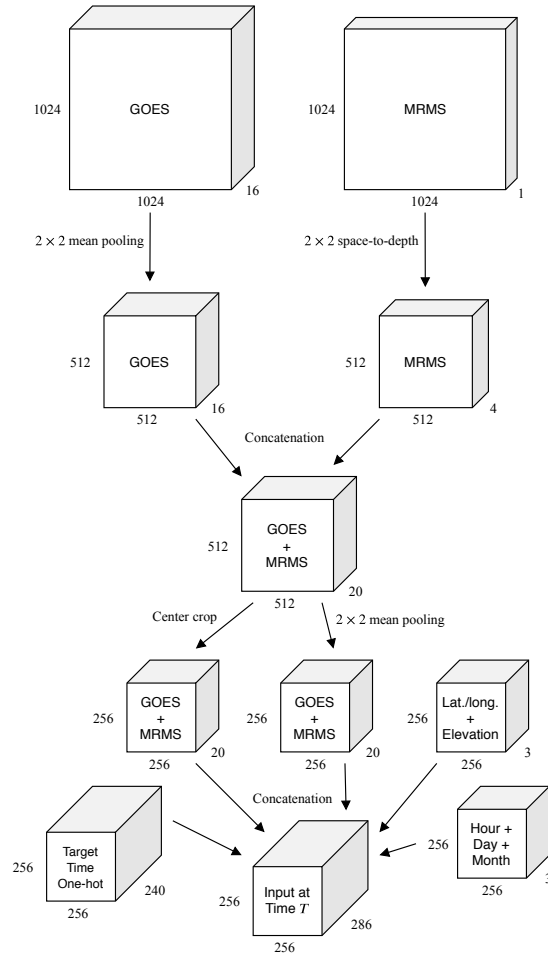 GOES
1024
1024
16
MRMS
1024
1024
1
2 × 2 mean pooling
2 × 2 space-to-depth
GOES
512
512
16
MRMS
512
512
4
Concatenation
GOES
+
MRMS
512
512
20
Center crop
2 × 2 mean pooling
GOES
+
MRMS
256
256
20
GOES
+
MRMS
256
256
20
Lat./long.
+
Elevation
256
256
3
Concatenation
Target
Time
One-hot
256
256
240
Input at
Time T
256
256
286
Hour +
Day +
Month
256
256
3